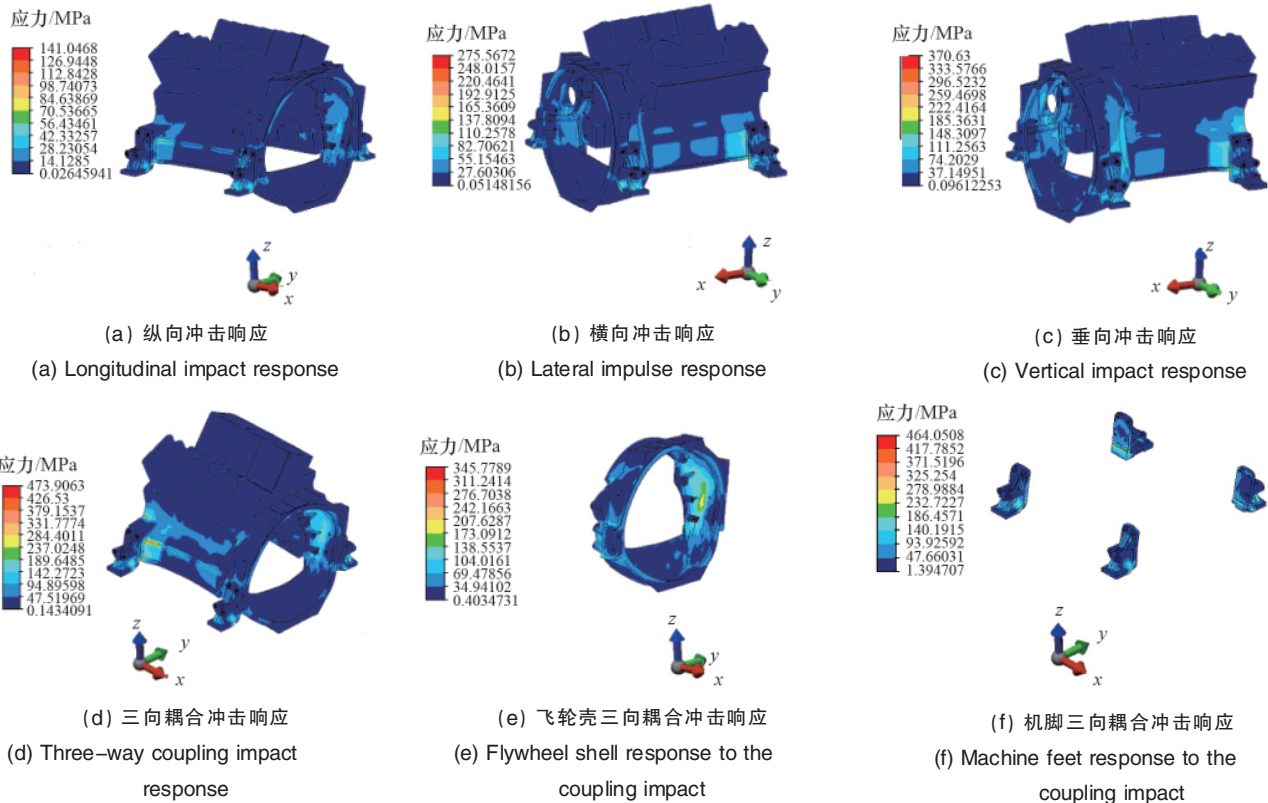 应力/MPa
141.0468
126.9448
112.8428
98.74073
84.63869
70.53665
56.43461
42.33257
28.23054
14.1285
0.02645941
z
y
x
(a) 纵向冲击响应
(a) Longitudinal impact response
应力/MPa
275.5672
248.0157
220.4641
192.9125
165.3609
137.8094
110.2578
82.70621
55.15463
27.60306
0.05148156
z
x
y
(b) 横向冲击响应
(b) Lateral impulse response
应力/MPa
370.63
333.5766
296.5232
259.4698
222.4164
185.3631
148.3097
111.2563
74.2029
37.14951
0.09612253
z
x
y
(c) 垂向冲击响应
(c) Vertical impact response
应力/MPa
473.9063
426.53
379.1537
331.7774
284.4011
237.0248
189.6485
142.2723
94.89598
47.51969
0.1434091
z
y
x
(d) 三向耦合冲击响应
(d) Three-way coupling impact
response
应力/MPa
345.7789
311.2414
276.7038
242.1663
207.6287
173.0912
138.5537
104.0161
69.47856
34.94102
0.4034731
z
y
x
(e) 飞轮壳三向耦合冲击响应
(e) Flywheel shell response to the
coupling impact
应力/MPa
464.0508
417.7852
371.5196
325.254
278.9884
232.7227
186.4571
140.1915
93.92592
47.66031
1.394707
z
y
x
(f) 机脚三向耦合冲击响应
(f) Machine feet response to the
coupling impact